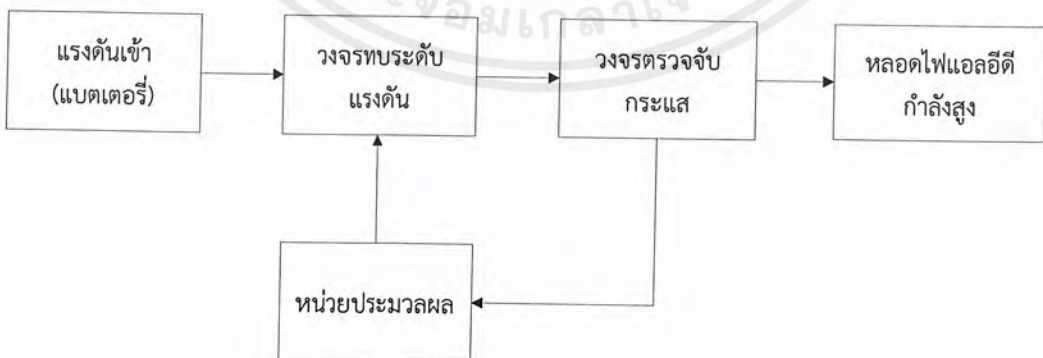 แรงดันเข้า
(แบตเตอรี่)
วงจรทบระดับ
แรงดัน
วงจรตรวจจับ
กระแส
หลอดไฟแอลอีดี
กำลังสูง
หน่วยประมวลผล